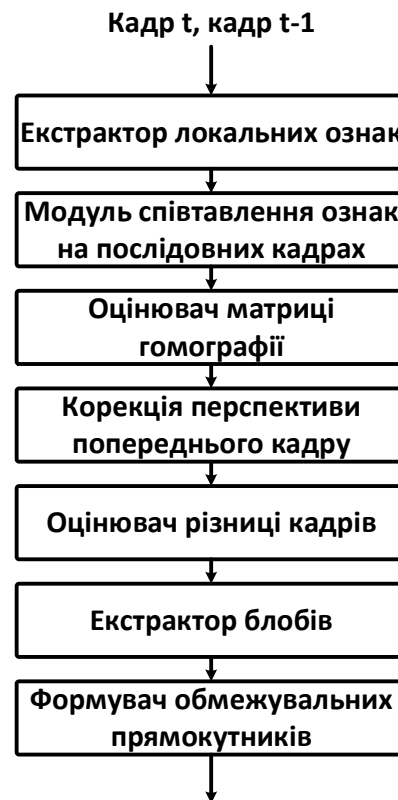 Кадр t, кадр t-1
Екстрактор локальних ознак
Модуль співтавлення ознак
на послідовних кадрах
Оцінювач матриці
гомографії
Корекція перспективи
попереднього кадру
Оцінювач різниці кадрів
Екстрактор блобів
Формувач обмежувальних
прямокутників